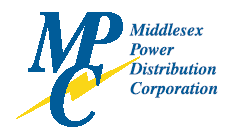 MPC
Middlesex
Power
Distribution
Corporation